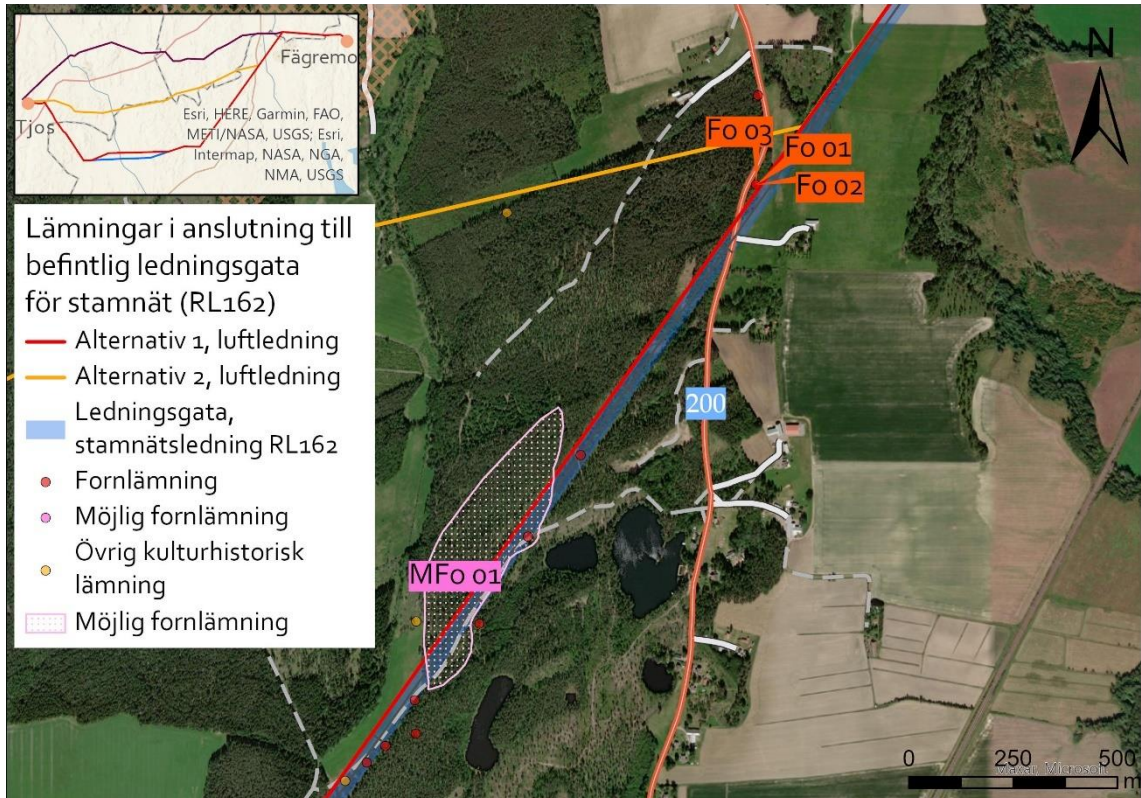 Fägremo
Tjos
Esri, HERE, Garmin, FAO,
METI/NASA, USGS; Esri,
Intermap, NASA, NGA,
NMA, USGS
Lämningar i anslutning till
befintlig ledningsgata
för stamnät (RL162)
Alternativ 1, luftledning
Alternativ 2, luftledning
Ledningsgata,
stamnätsledning RL162
Fornlämning
Möjlig fornlämning
Övrig kulturhistorisk
lämning
Möjlig fornlämning
N
Fo 03
Fo 01
Fo 02
200
MFo 01
0 250 500
m
Maxar, Microsoft